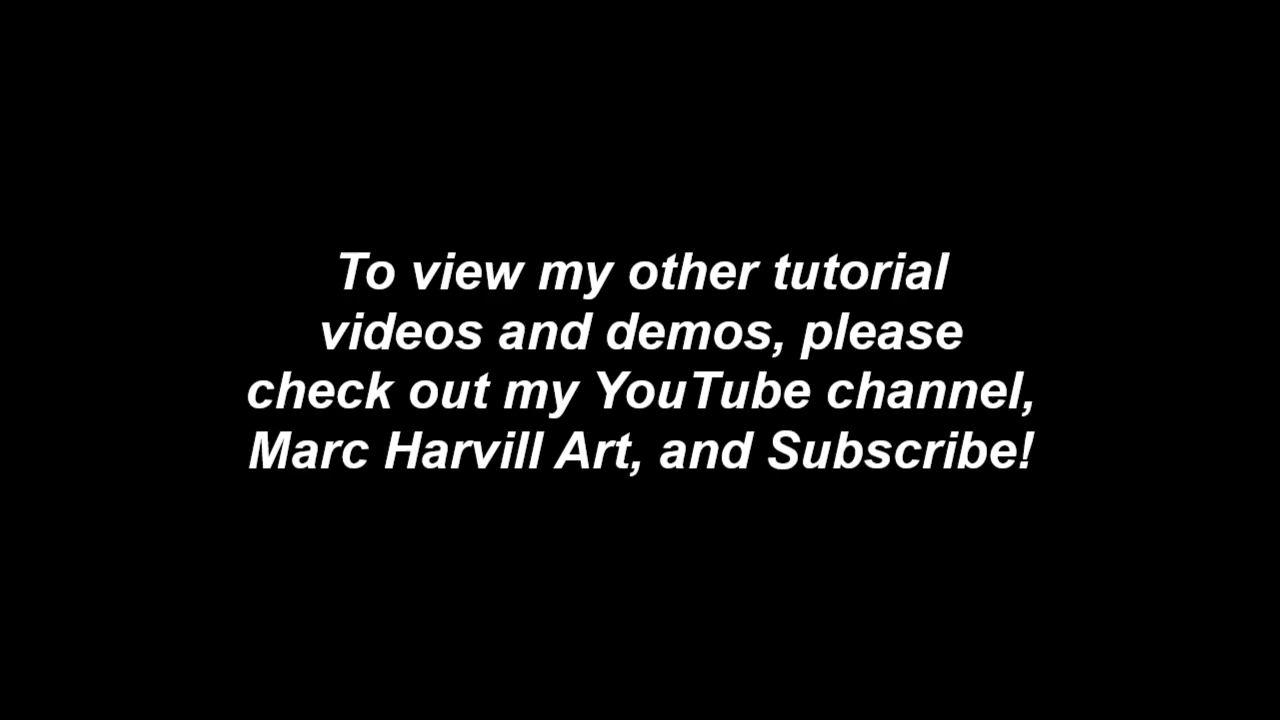 To view my other tutorial
videos and demos, please
check out my YouTube channel,
Marc Harvill Art, and Subscribe!